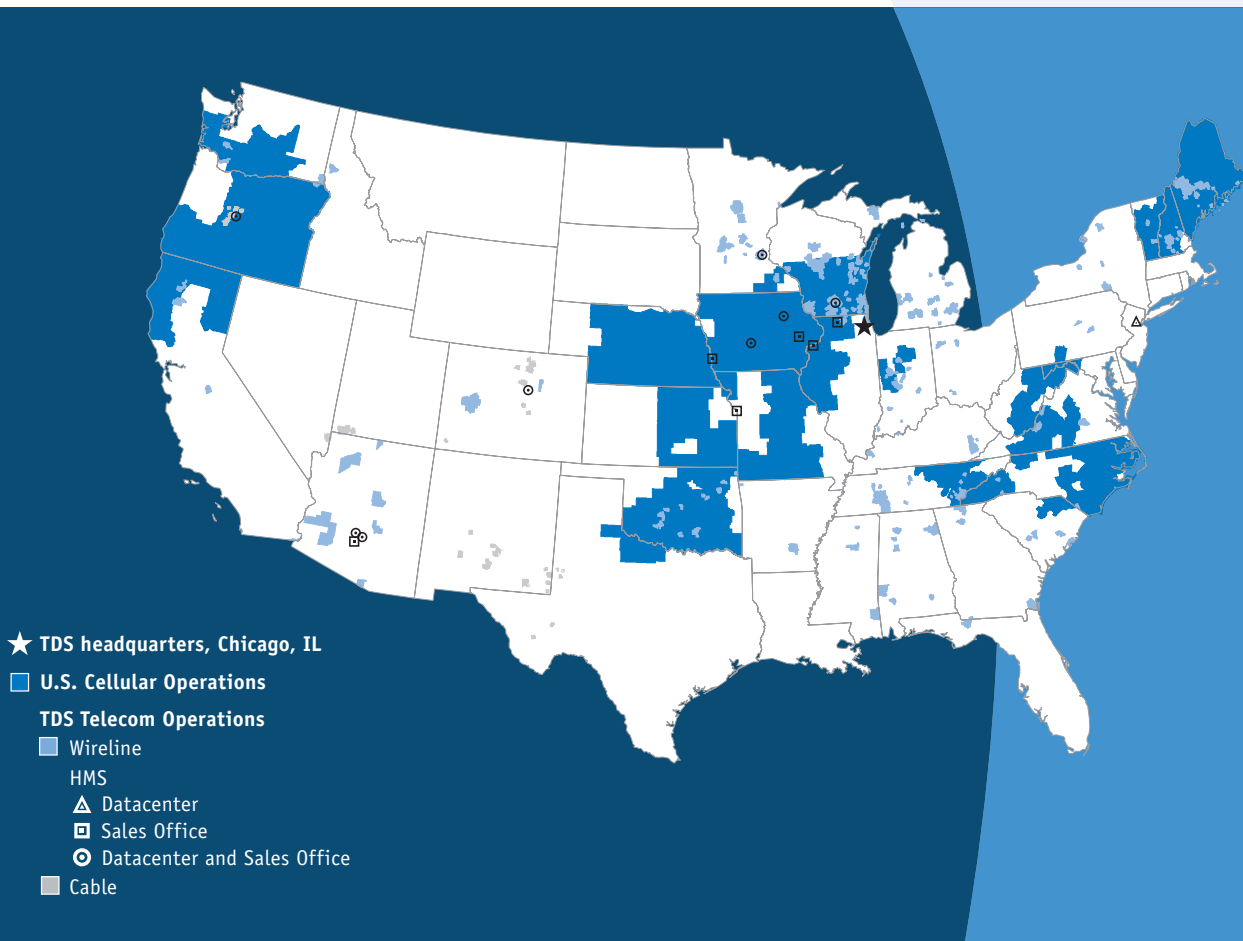 TDS headquarters, Chicago, IL
U.S. Cellular Operations
TDS Telecom Operations
Wireline
HMS
Datacenter
Sales Office
Datacenter and Sales Office
Cable